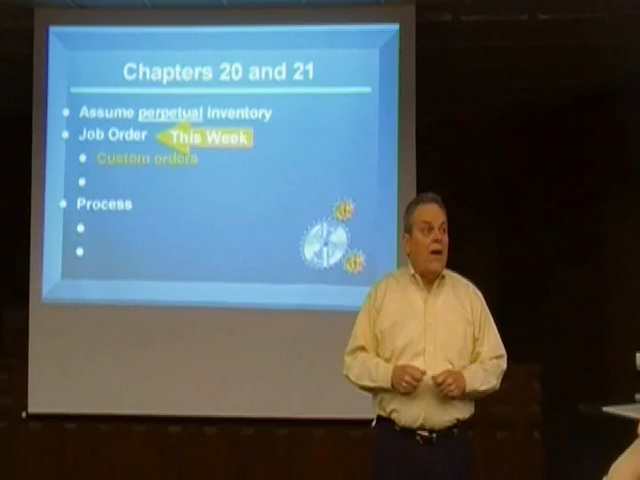 Chapters 20 and 21
Assume perpetual inventory
Job Order This Week
Custom orders
Process